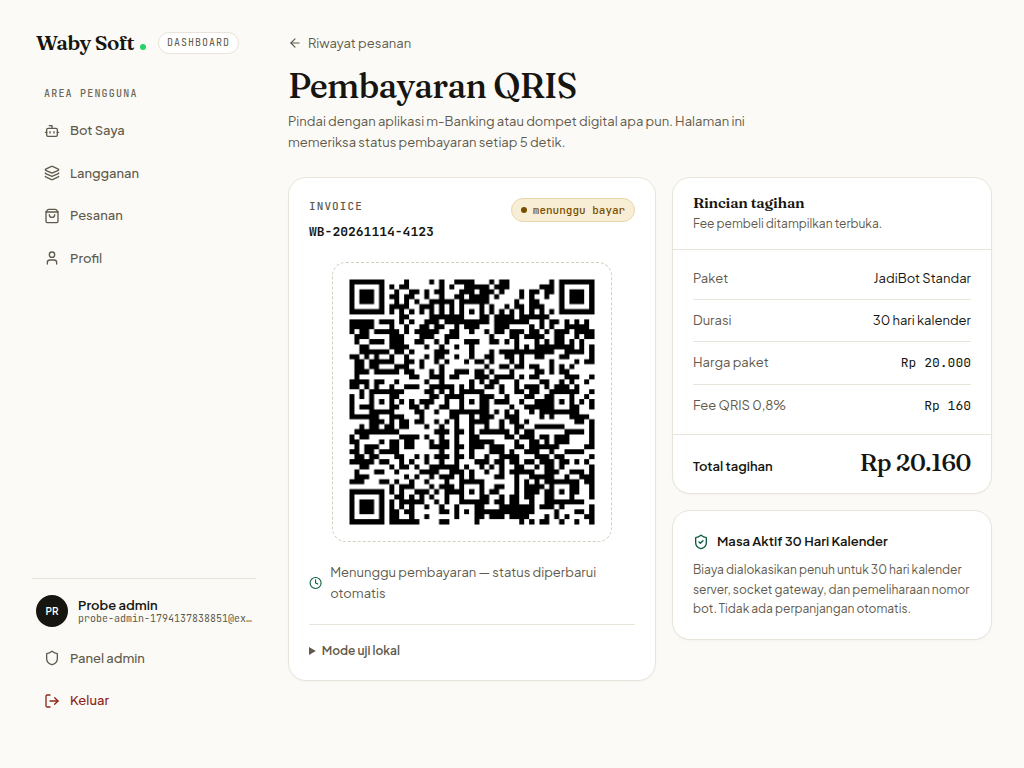 Waby Soft
DASHBOARD
AREA PENGGUNA
Bot Saya
Langganan
Pesanan
Profil
Probe admin
probe-admin-1794137838851@ex…
Panel admin
Keluar
Riwayat pesanan
Pembayaran QRIS
Pindai dengan aplikasi m-Banking atau dompet digital apa pun. Halaman ini
memeriksa status pembayaran setiap 5 detik.
INVOICE
menunggu bayar
WB-20261114-4123
Menunggu pembayaran — status diperbarui
otomatis
Mode uji lokal
Rincian tagihan
Fee pembeli ditampilkan terbuka.
Paket JadiBot Standar
Durasi 30 hari kalender
Harga paket Rp 20.000
Fee QRIS 0,8% Rp 160
Total tagihan Rp 20.160
Masa Aktif 30 Hari Kalender
Biaya dialokasikan penuh untuk 30 hari kalender
server, socket gateway, dan pemeliharaan nomor
bot. Tidak ada perpanjangan otomatis.
PR